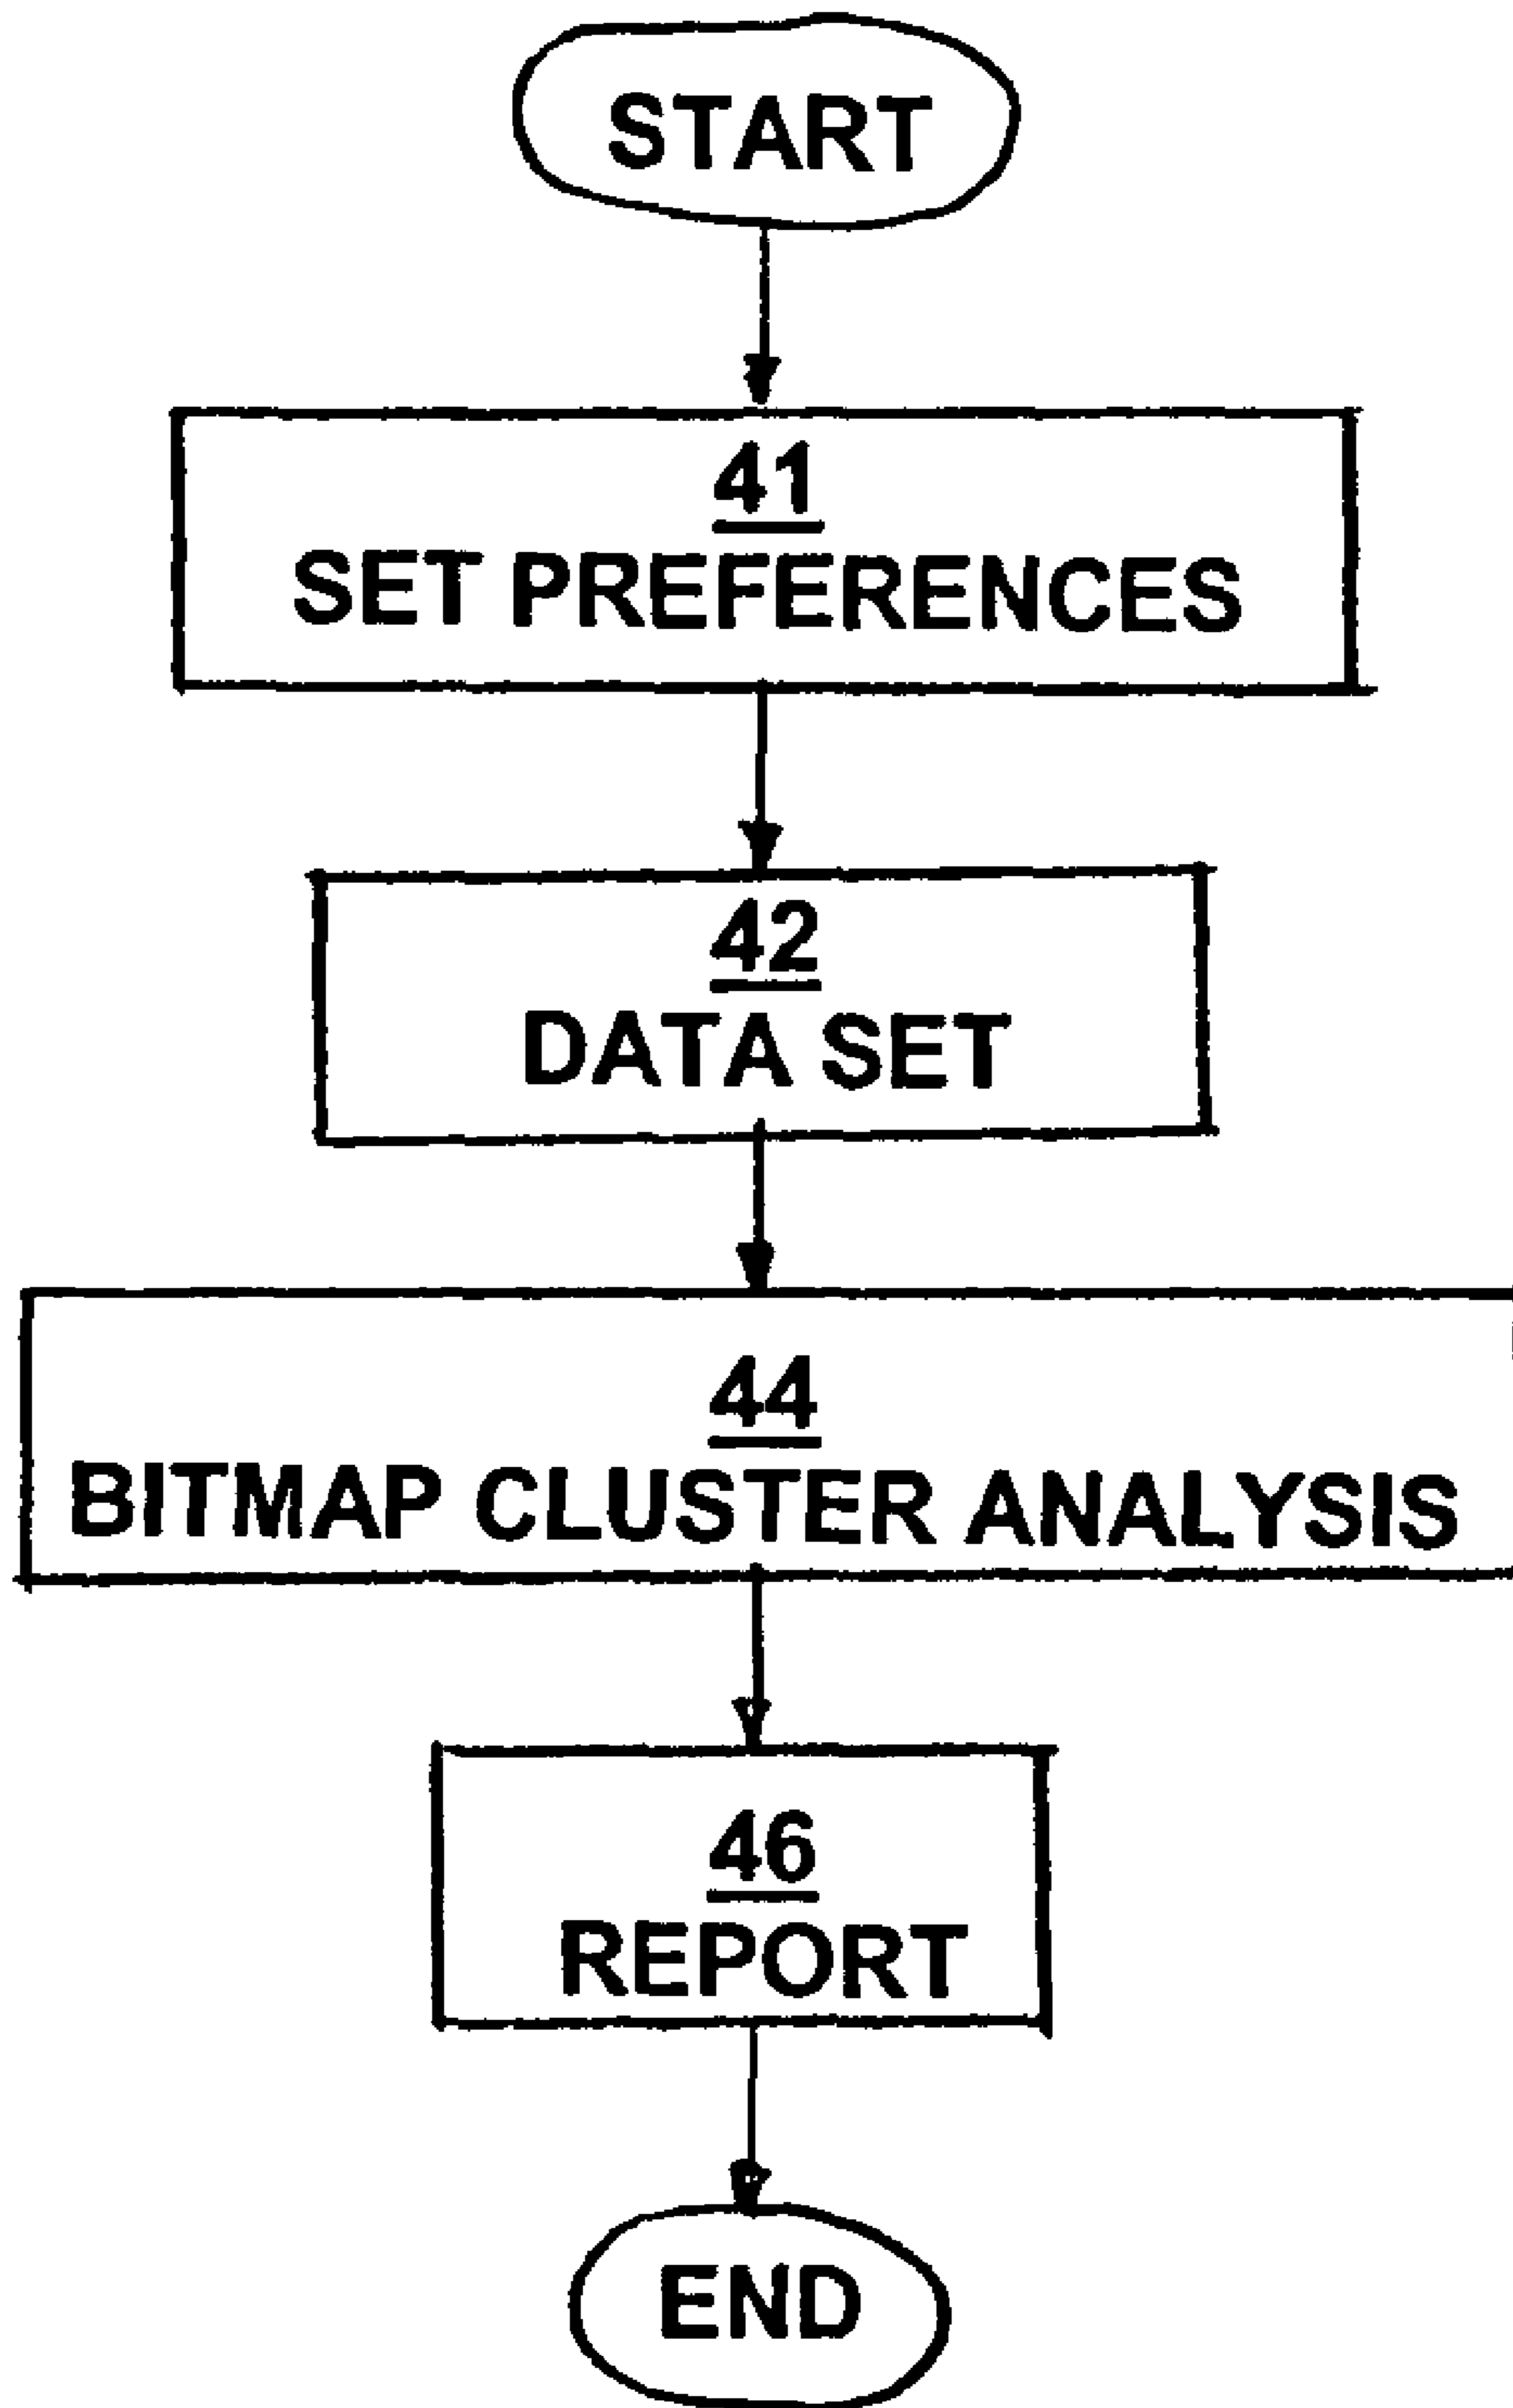 START
41
SET PREFERENCES
42
DATA SET
44
BITMAP CLUSTER ANALYSIS
46
REPORT
END